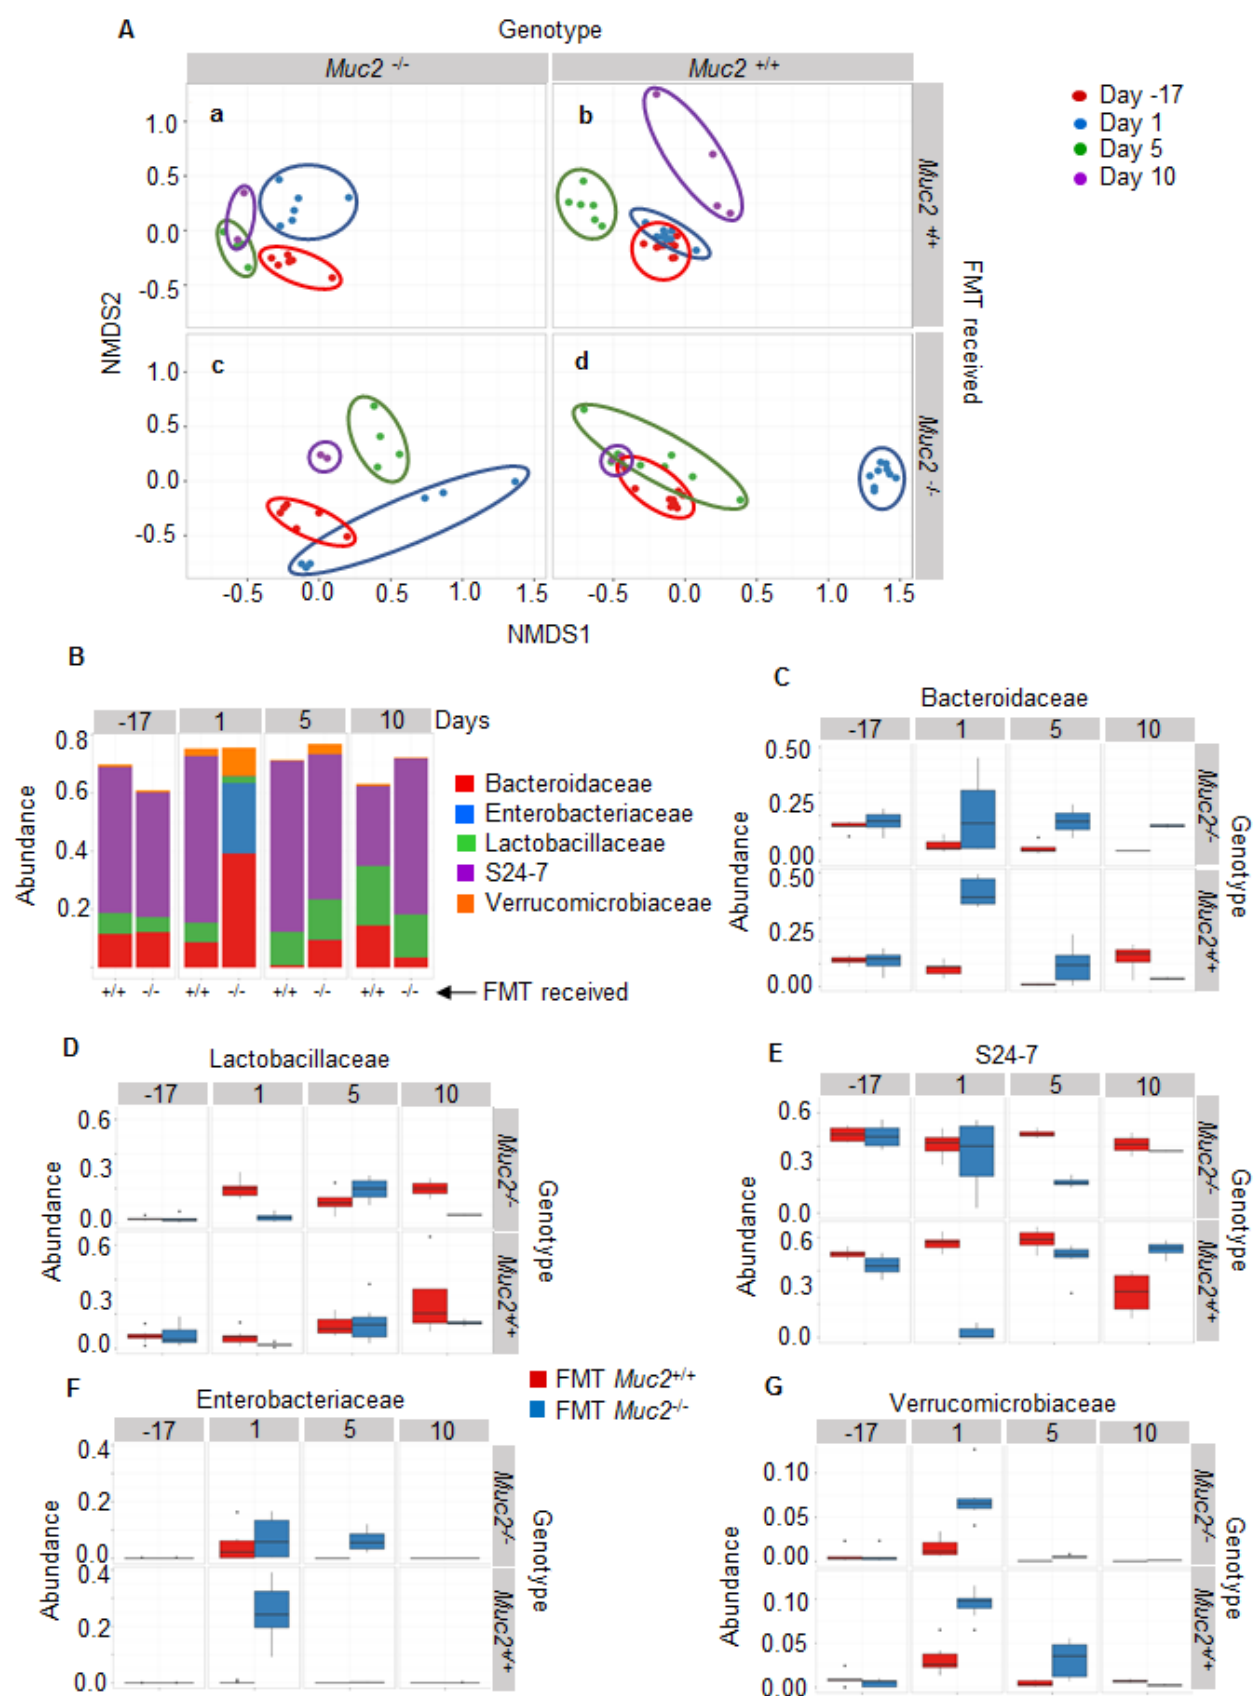 A
Genotype
Muc2 -/-
Muc2 +/+
Day -17
Day 1
Day 5
Day 10
a
b
1.0
0.5
0.0
-0.5
Muc2 +/+
NMDS2
FMT received
c
d
1.0
0.5
0.0
-0.5
Muc2 -/-
-0.5 0.0 0.5 1.0 1.5
-0.5 0.0 0.5 1.0 1.5
NMDS1
B
-17 1 5 10 Days
0.8
0.6
0.4
0.2
Abundance
Bacteroidaceae
Enterobacteriaceae
Lactobacillaceae
S24-7
Verrucomicrobiaceae
+/+ -/- +/+ -/- +/+ -/- +/+ -/-
FMT received
C
Bacteroidaceae
-17 1 5 10
0.50
0.25
0.00
Muc2-/-
0.50
0.25
0.00
Muc2+/+
Abundance
Genotype
D
Lactobacillaceae
-17 1 5 10
0.6
0.3
0.0
Muc2-/-
0.6
0.3
0.0
Muc2+/+
Abundance
Genotype
E
S24-7
-17 1 5 10
0.6
0.3
0.0
Muc2-/-
0.6
0.3
0.0
Muc2+/+
Abundance
Genotype
FMT Muc2+/+
FMT Muc2-/-
F
Enterobacteriaceae
-17 1 5 10
0.4
0.2
0.0
Muc2-/-
0.4
0.2
0.0
Muc2+/+
Abundance
Genotype
G
Verrucomicrobiaceae
-17 1 5 10
0.10
0.05
0.00
Muc2-/-
0.10
0.05
0.00
Muc2+/+
Abundance
Genotype